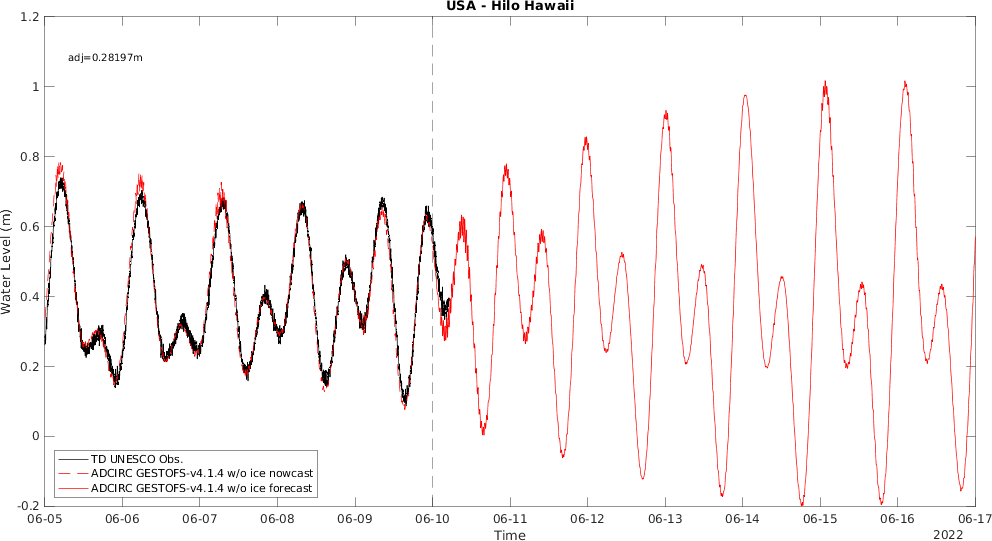 USA - Hilo Hawaii
1.2
adj=0.28197m
1
0.8
0.6
0.4
0.2
0
-0.2
Water Level (m)
TD UNESCO Obs.
ADCIRC GESTOFS-v4.1.4 w/o ice nowcast
ADCIRC GESTOFS-v4.1.4 w/o ice forecast
06-05 06-06 06-07 06-08 06-09 06-10 06-11 06-12 06-13 06-14 06-15 06-16 06-17
Time
2022